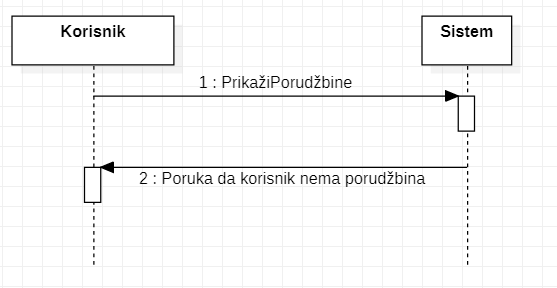 Korisnik
Sistem
1 : PrikažiPorudžbine
2 : Poruka da korisnik nema porudžbina